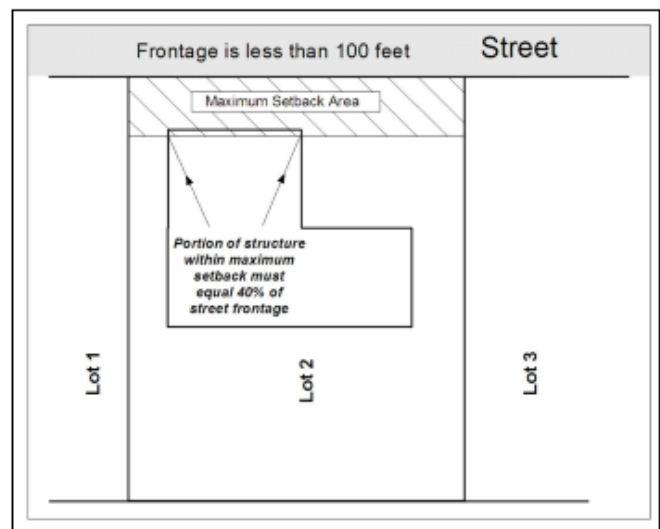 Frontage is less than 100 feet
Street
Maximum Setback Area
Portion of structure
within maximum
setback must
equal 40% of
street frontage
Lot 1
Lot 2
Lot 3